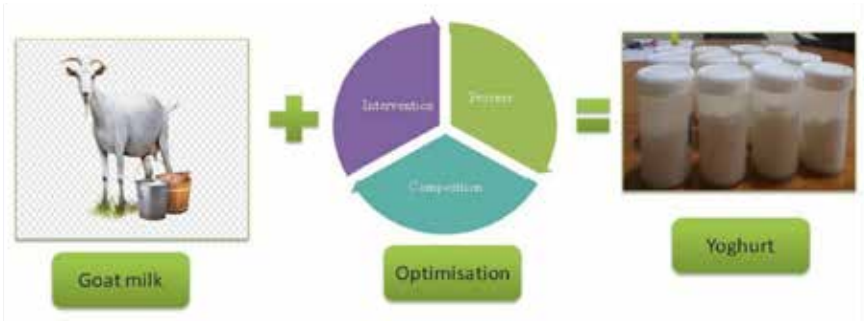 Intervention
Process
Composition
Goat milk
Optimisation
Yoghurt